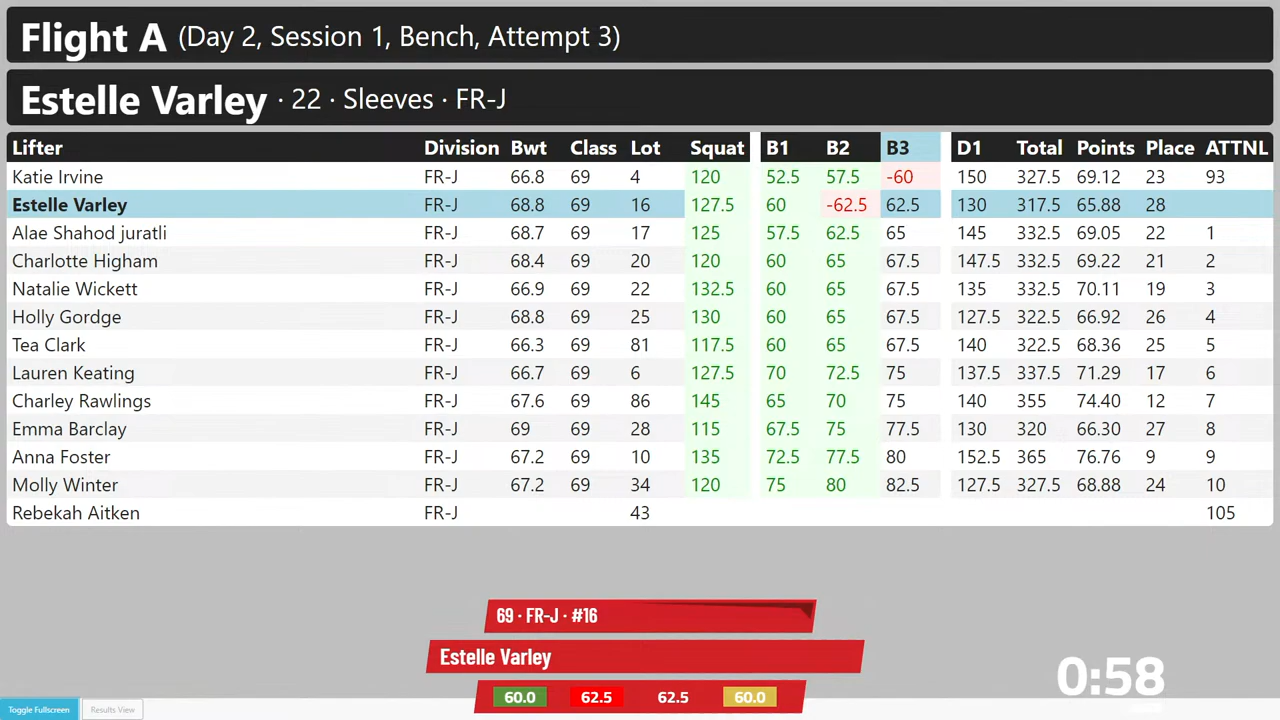 Flight A (Day 2, Session 1, Bench, Attempt 3)
Estelle Varley · 22 · Sleeves · FR-J
Lifter Division Bwt Class Lot Squat B1 B2 B3 D1 Total Points Place ATTNL
Katie Irvine FR-J 66.8 69 4 120 52.5 57.5 -60 150 327.5 69.12 23 93
Estelle Varley FR-J 68.8 69 16 127.5 60 -62.5 62.5 130 317.5 65.88 28
Alae Shahod juratli FR-J 68.7 69 17 125 57.5 62.5 65 145 332.5 69.05 22 1
Charlotte Higham FR-J 68.4 69 20 120 60 65 67.5 147.5 332.5 69.22 21 2
Natalie Wickett FR-J 66.9 69 22 132.5 60 65 67.5 135 332.5 70.11 19 3
Holly Gordge FR-J 68.8 69 25 130 60 65 67.5 127.5 322.5 66.92 26 4
Tea Clark FR-J 66.3 69 81 117.5 60 65 67.5 140 322.5 68.36 25 5
Lauren Keating FR-J 66.7 69 6 127.5 70 72.5 75 137.5 337.5 71.29 17 6
Charley Rawlings FR-J 67.6 69 86 145 65 70 75 140 355 74.40 12 7
Emma Barclay FR-J 69 69 28 115 67.5 75 77.5 130 320 66.30 27 8
Anna Foster FR-J 67.2 69 10 135 72.5 77.5 80 152.5 365 76.76 9 9
Molly Winter FR-J 67.2 69 34 120 75 80 82.5 127.5 327.5 68.88 24 10
Rebekah Aitken FR-J 43 105
69 · FR-J · #16
Estelle Varley
60.0 62.5 62.5 60.0
0:58
Toggle Fullscreen Results View